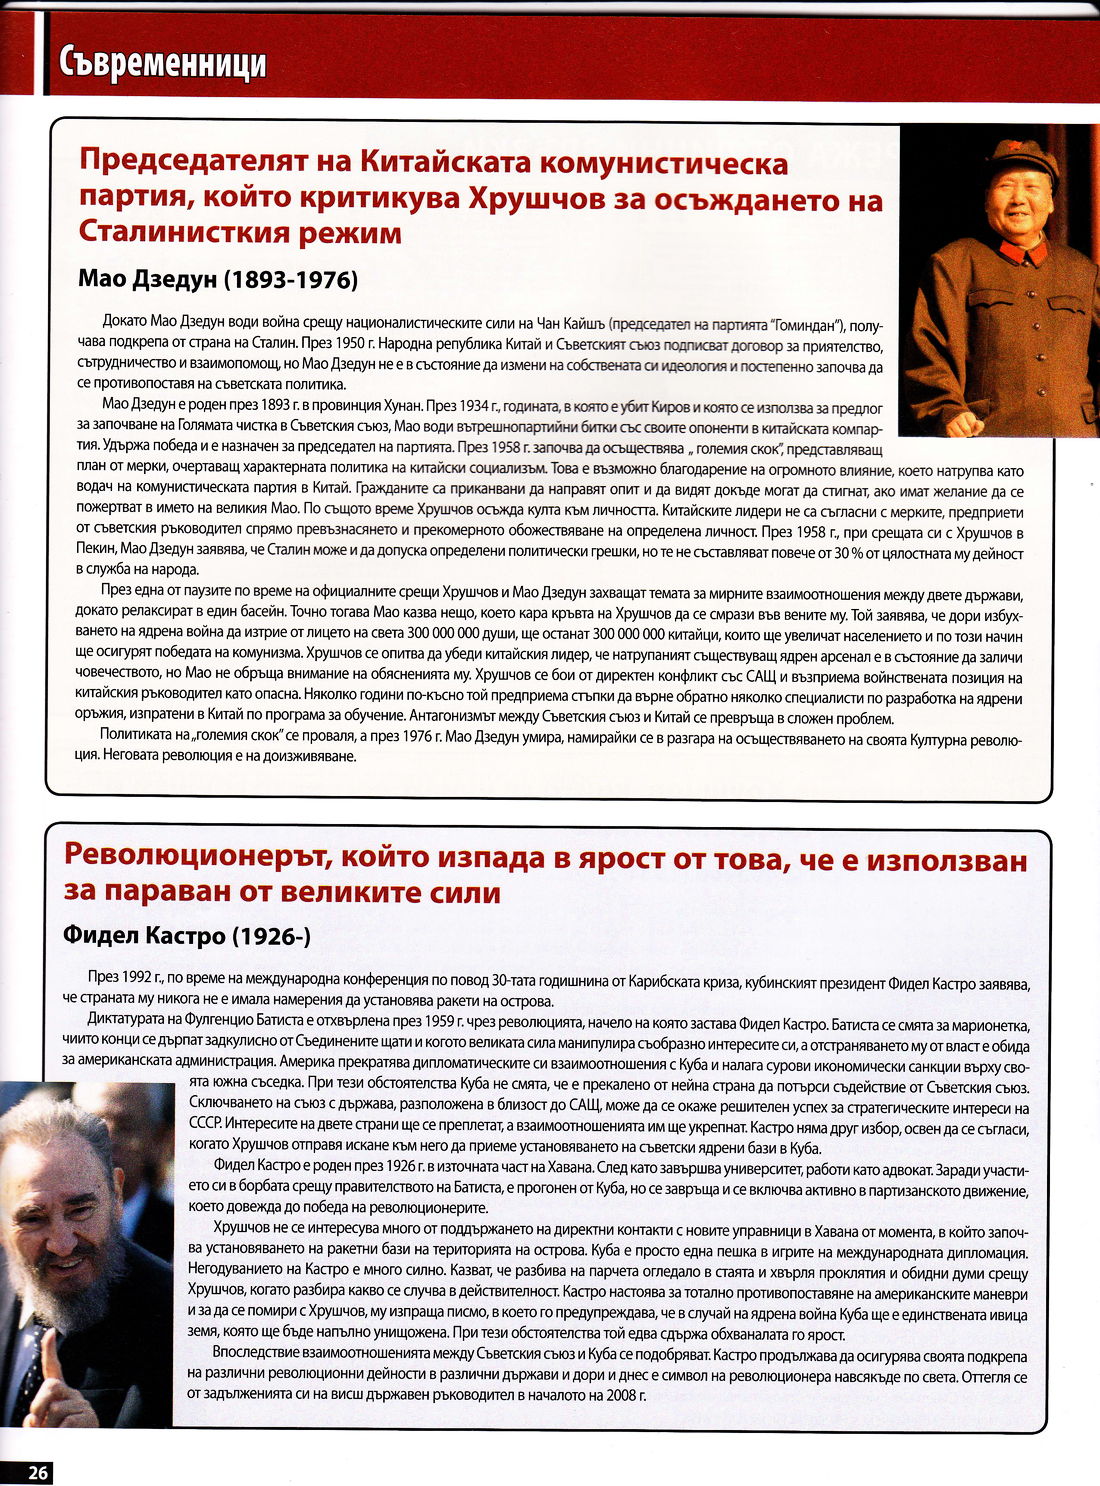 Съвременници
Председателят на Китайската комунистическа
партия, който критикува Хрушчов за осъждането на
Сталинисткия режим
Мао Дзедун (1893-1976)
Докато Мао Дзедун води война срещу националистическите сили на Чан Кайшъ (председател на партията “Гоминдан”), полу-
чава подкрепа от страна на Сталин. През 1950 г. Народна република Китай и Съветският съюз подписват договор за приятелство,
сътрудничество и взаимопомощ, но Мао Дзедун не е в състояние да измени на собствената си идеология и постепенно започва да
се противопоставя на съветската политика.
Мао Дзедун е роден през 1893 г. в провинция Хунан. През 1934 г., годината, в която е убит Киров и която се използва за предлог
за започване на Голямата чистка в Съветския съюз, Мао води вътрешнопартийни битки със своите опоненти в китайската компар-
тия. Удържа победа и е назначен за председател на партията. През 1958 г. започва да осъществява „ големия скок”, представляващ
план от мерки, очертаващ характерната политика на китайски социализъм. Това е възможно благодарение на огромното влияние, което натрупва като
водач на комунистическата партия в Китай. Гражданите са приканвани да направят опит и да видят докъде могат да стигнат, ако имат желание да се
пожертват в името на великия Мао. По същото време Хрушчов осъжда култа към личността. Китайските лидери не са съгласни с мерките, предприети
от съветския ръководител спрямо превъзнасянето и прекомерното обожествяване на определена личност. През 1958 г., при срещата си с Хрушчов в
Пекин, Мао Дзедун заявява, че Сталин може и да допуска определени политически грешки, но те не съставляват повече от 30 % от цялостната му дейност
в служба на народа.
През една от паузите по време на официалните срещи Хрушчов и Мао Дзедун захващат темата за мирните взаимоотношения между двете държави,
докато релаксират в един басейн. Точно тогава Мао казва нещо, което кара кръвта на Хрушчов да се смрази във вените му. Той заявява, че дори избух-
ването на ядрена война да изтрие от лицето на света 300 000 000 души, ще останат 300 000 000 китайци, които ще увеличат населението и по този начин
ще осигурят победата на комунизма. Хрушчов се опитва да убеди китайския лидер, че натрупаният съществуващ ядрен арсенал е в състояние да заличи
човечеството, но Мао не обръща внимание на обясненията му. Хрушчов се бои от директен конфликт със САЩ и възприема войнствената позиция на
китайския ръководител като опасна. Няколко години по-късно той предприема стъпки да върне обратно няколко специалисти по разработка на ядрени
оръжия, изпратени в Китай по програма за обучение. Антагонизмът между Съветския съюз и Китай се превръща в сложен проблем.
Политиката на „големия скок” се проваля, а през 1976 г. Мао Дзедун умира, намирайки се в разгара на осъществяването на своята Културна револю-
ция. Неговата революция е на доизживяване.
Революционерът, който изпада в ярост от това, че е използван
за параван от великите сили
Фидел Кастро (1926-)
През 1992 г., по време на международна конференция по повод 30-тата годишнина от Карибската криза, кубинският президент Фидел Кастро заявява,
че страната му никога не е имала намерения да установява ракети на острова.
Диктатурата на Фулгенцио Батиста е отхвърлена през 1959 г. чрез революцията, начело на която застава Фидел Кастро. Батиста се смята за марионетка,
чиито конци се дърпат задкулисно от Съединените щати и когото великата сила манипулира съобразно интересите си, а отстраняването му от власт е обида
за американската администрация. Америка прекратява дипломатическите си взаимоотношения с Куба и налага сурови икономически санкции върху сво-
ята южна съседка. При тези обстоятелства Куба не смята, че е прекалено от нейна страна да потърси съдействие от Съветския съюз.
Сключването на съюз с държава, разположена в близост до САЩ, може да се окаже решителен успех за стратегическите интереси на
СССР. Интересите на двете страни ще се преплетат, а взаимоотношенията им ще укрепнат. Кастро няма друг избор, освен да се съгласи,
когато Хрушчов отправя искане към него да приеме установяването на съветски ядрени бази в Куба.
Фидел Кастро е роден през 1926 г. в източната част на Хавана. След като завършва университет, работи като адвокат. Заради участи-
ето си в борбата срещу правителството на Батиста, е прогонен от Куба, но се завръща и се включва активно в партизанското движение,
което довежда до победа на революционерите.
Хрушчов не се интересува много от поддържането на директни контакти с новите управници в Хавана от момента, в който започ-
ва установяването на ракетни бази на територията на острова. Куба е просто една пешка в игрите на международната дипломация.
Негодуванието на Кастро е много силно. Казват, че разбива на парчета огледало в стаята и хвърля проклятия и обидни думи срещу
Хрушчов, когато разбира какво се случва в действителност. Кастро настоява за тотално противопоставяне на американските маневри
и за да се помири с Хрушчов, му изпраща писмо, в което го предупреждава, че в случай на ядрена война Куба ще е единствената ивица
земя, която ще бъде напълно унищожена. При тези обстоятелства той едва сдържа обхваналата го ярост.
Впоследствие взаимоотношенията между Съветския съюз и Куба се подобряват. Кастро продължава да осигурява своята подкрепа
на различни революционни дейности в различни държави и дори и днес е символ на революционера навсякъде по света. Оттегля се
от задълженията си на висш държавен ръководител в началото на 2008 г.
26